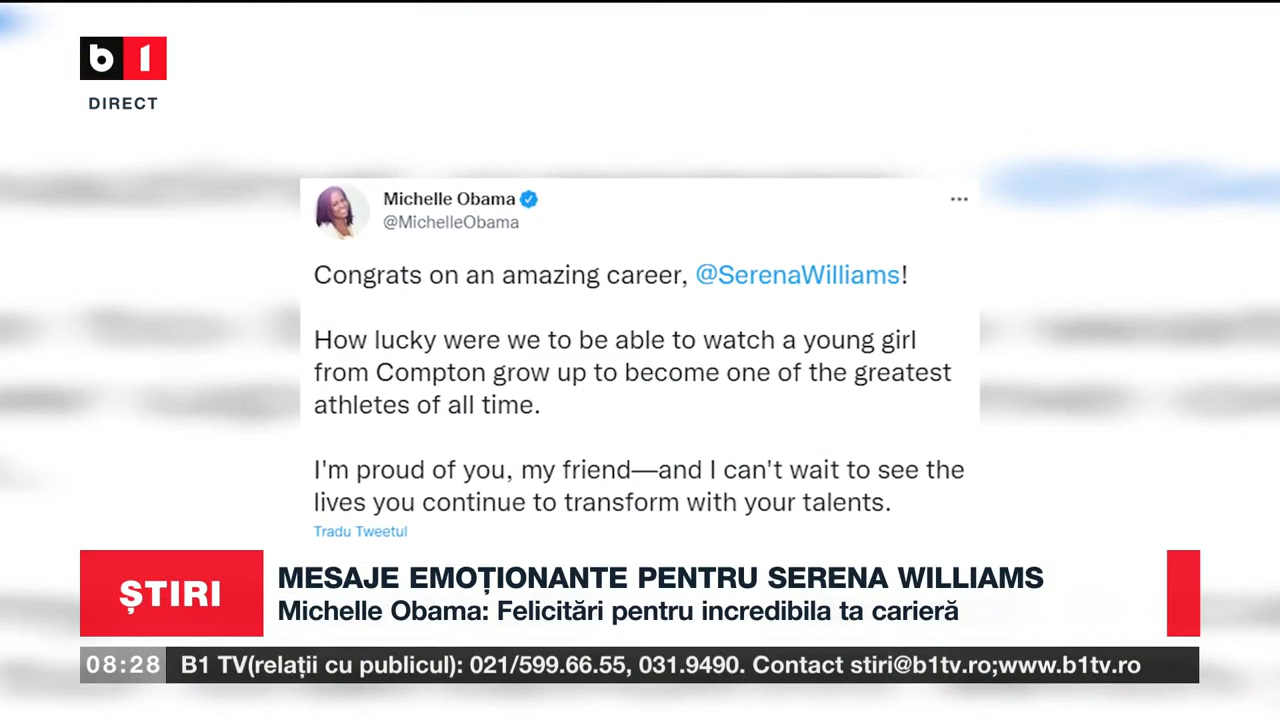 b1
DIRECT
Michelle Obama
@MichelleObama
Congrats on an amazing career, @SerenaWilliams!
How lucky were we to be able to watch a young girl
from Compton grow up to become one of the greatest
athletes of all time.
I'm proud of you, my friend—and I can't wait to see the
lives you continue to transform with your talents.
Tradu Tweetul
ȘTIRI
MESAJE EMOȚIONANTE PENTRU SERENA WILLIAMS
Michelle Obama: Felicitări pentru incredibila ta carieră
08:28 B1 TV(relații cu publicul): 021/599.66.55, 031.9490. Contact stiri@b1tv.ro;www.b1tv.ro